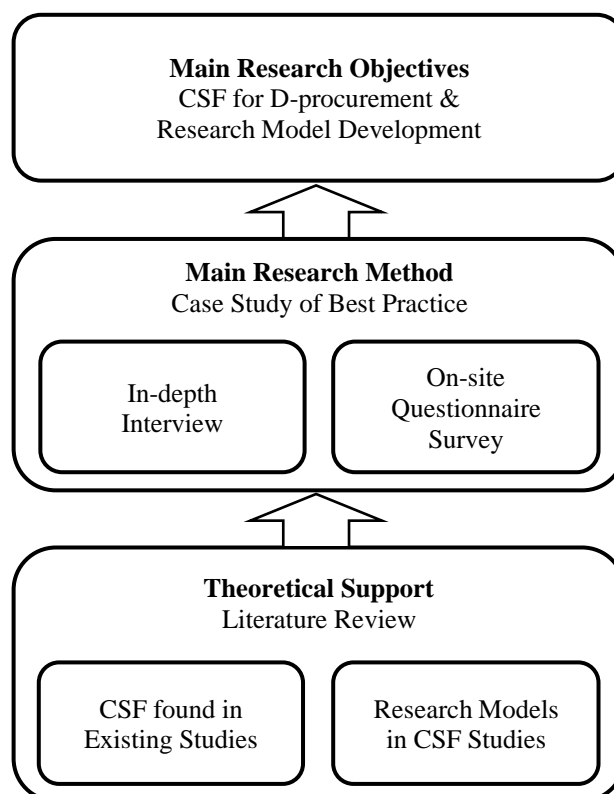 Main Research Objectives
CSF for D-procurement &
Research Model Development
Main Research Method
Case Study of Best Practice
In-depth
Interview
On-site
Questionnaire
Survey
Theoretical Support
Literature Review
CSF found in
Existing Studies
Research Models
in CSF Studies